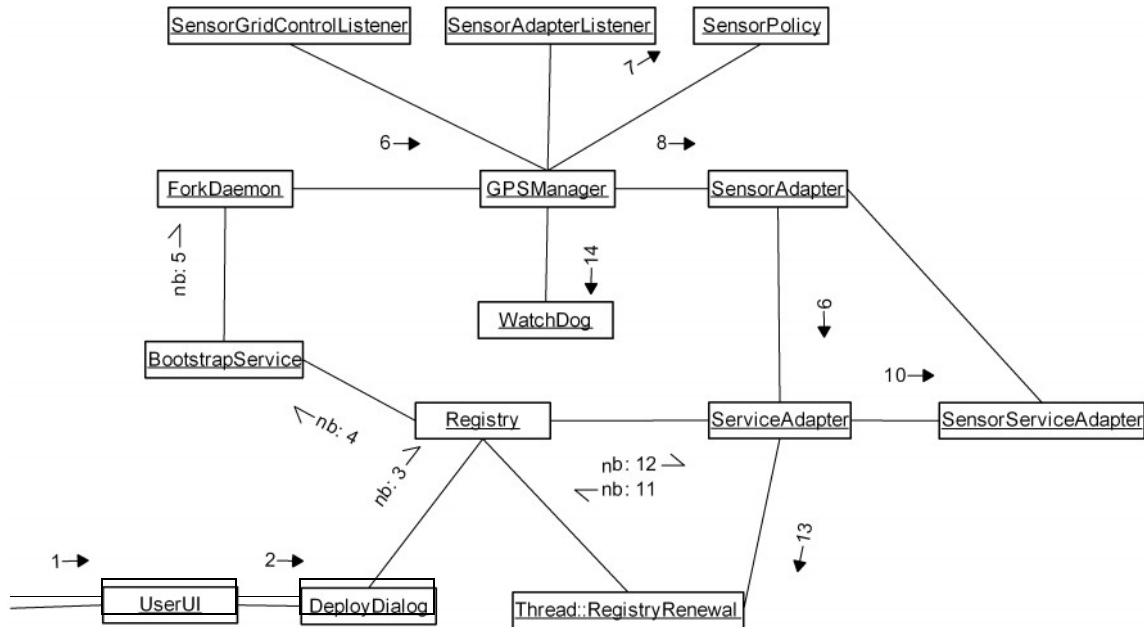 SensorGridControlListener
SensorAdapterListener
SensorPolicy
7
6
8
ForkDaemon
GPSManager
SensorAdapter
nb: 5
14
9
WatchDog
BootstrapService
10
Registry
ServiceAdapter
SensorServiceAdapter
nb: 4
nb: 3
nb: 12
nb: 11
13
1
2
UserUI
DeployDialog
Thread::RegistryRenewal